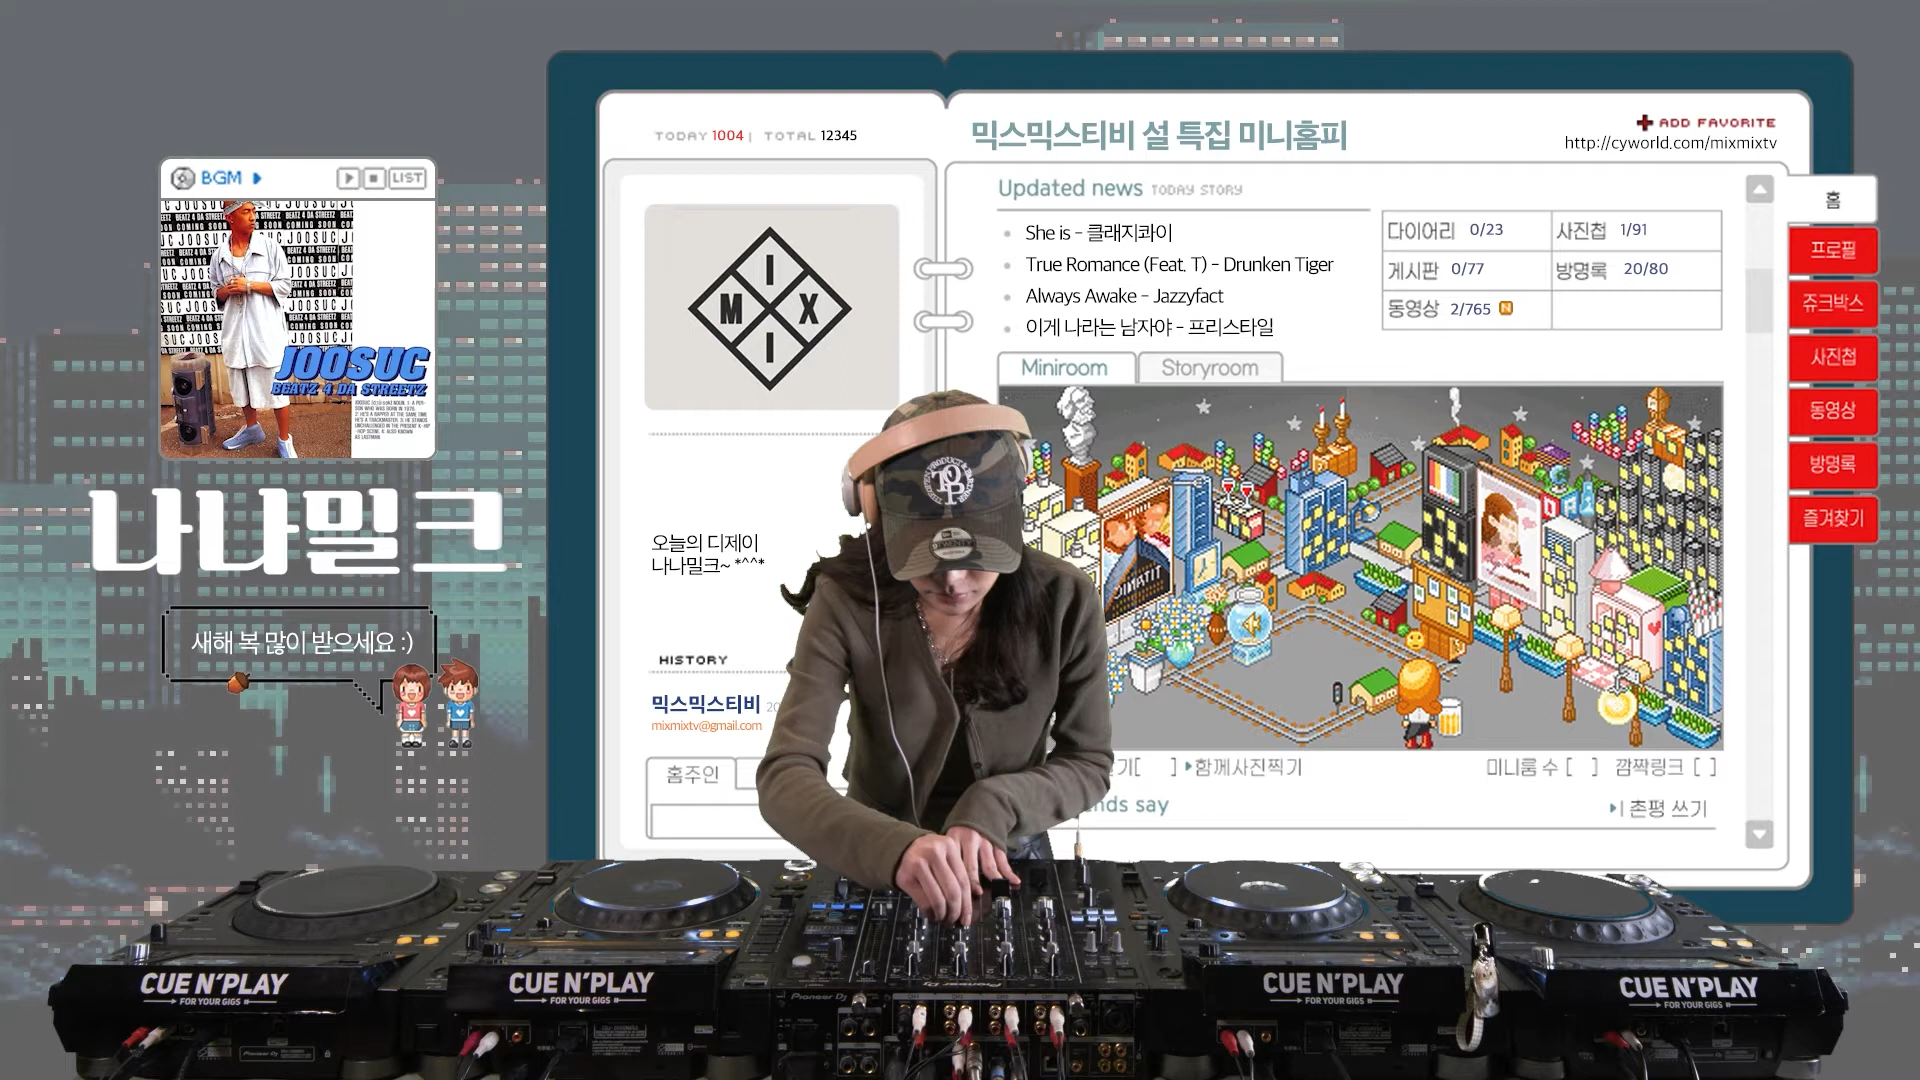 TODAY 1004 | TOTAL 12345
믹스믹스티비 설 특집 미니홈피
ADD FAVORITE
http://cyworld.com/mixmixtv
BGM
LIST
JOOSUC
BEATZ 4 DA STREETZ
나나밀크
새해 복 많이 받으세요 :)
M I X I
오늘의 디제이
나나밀크~ *^^*
HISTORY
믹스믹스티비
mixmixtv@gmail.com
홈주인
Updated news TODAY STORY
She is - 클래지콰이
True Romance (Feat. T) - Drunken Tiger
Always Awake - Jazzyfact
이게 나라는 남자야 - 프리스타일
다이어리 0/23 사진첩 1/91
게시판 0/77 방명록 20/80
동영상 2/765 N
Miniroom Storyroom
기[ ] 함께사진찍기
미니룸 수 [ ] 깜짝링크 [ ]
nds say
촌평 쓰기
홈
프로필
쥬크박스
사진첩
동영상
방명록
즐겨찾기
CUE N'PLAY
FOR YOUR GIGS
CUE N'PLAY
FOR YOUR GIGS
Pioneer Dj
CUE N'PLAY
FOR YOUR GIGS
CUE N'PLAY
FOR YOUR GIGS